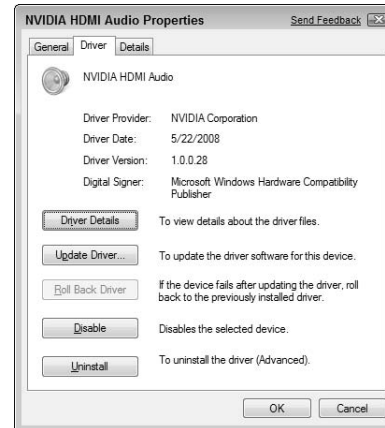 NVIDIA HDMI Audio Properties Send Feedback
General Driver Details
NVIDIA HDMI Audio
Driver Provider: NVIDIA Corporation
Driver Date: 5/22/2008
Driver Version: 1.0.0.28
Digital Signer: Microsoft Windows Hardware Compatibility
Publisher
Driver Details To view details about the driver files.
Update Driver... To update the driver software for this device.
Roll Back Driver If the device fails after updating the driver, roll
back to the previously installed driver.
Disable Disables the selected device.
Uninstall To uninstall the driver (Advanced).
OK Cancel